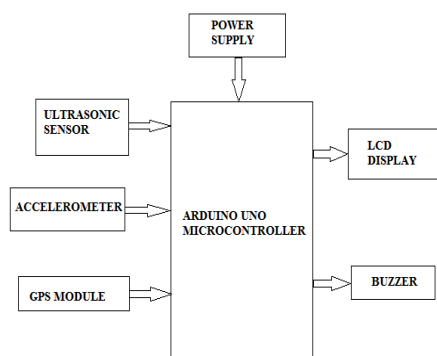 POWER
SUPPLY
ULTRASONIC
SENSOR
LCD
DISPLAY
ACCELEROMETER
ARDUINO UNO
MICROCONTROLLER
GPS MODULE
BUZZER